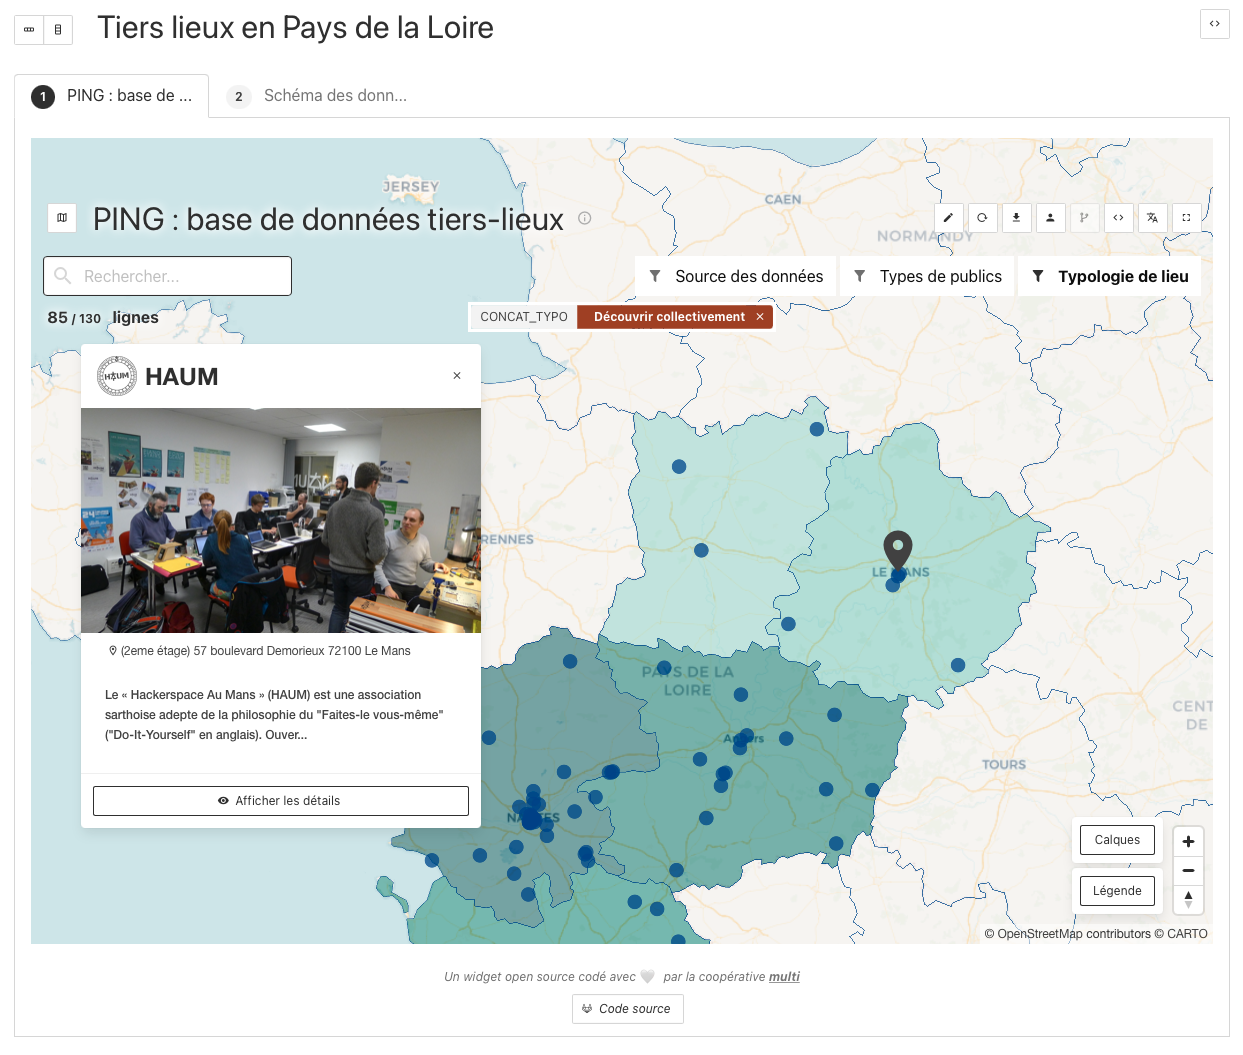 Tiers lieux en Pays de la Loire
1 PING : base de ...
2 Schéma des donn...
JERSEY
CAEN
NORMANDY
PING : base de données tiers-lieux
Rechercher...
Source des données
Types de publics
Typologie de lieu
85 / 130 lignes
CONCAT_TYPO Découvrir collectivement ×
HAUM
HAUM
×
RENNES
LE MANS
(2eme étage) 57 boulevard Demorieux 72100 Le Mans
PAYS DE LA
LOIRE
Le « Hackerspace Au Mans » (HAUM) est une association
sarthoise adepte de la philosophie du "Faites-le vous-même"
("Do-It-Yourself" en anglais). Ouver...
CENT
DE
Angers
TOURS
Afficher les détails
NANTES
Calques
Légende
© OpenStreetMap contributors © CARTO
Un widget open source codé avec par la coopérative multi
Code source